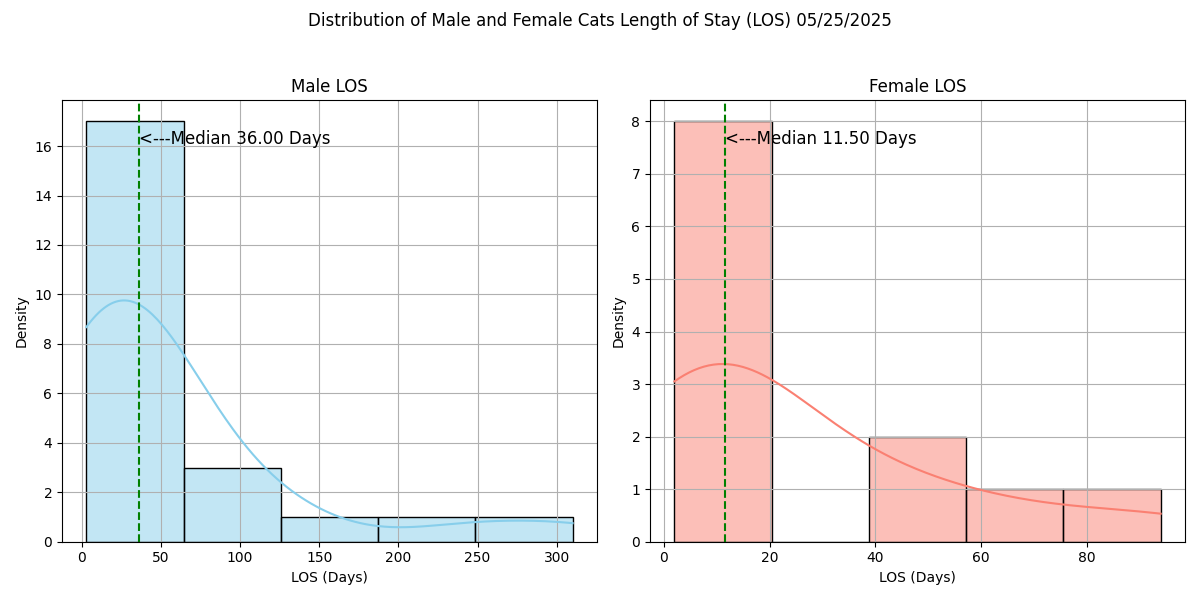 Distribution of Male and Female Cats Length of Stay (LOS) 05/25/2025
Male LOS
<---Median 36.00 Days
16
14
12
10
8
6
4
2
0
Density
0 50 100 150 200 250 300
LOS (Days)
Female LOS
<---Median 11.50 Days
8
7
6
5
4
3
2
1
0
Density
0 20 40 60 80
LOS (Days)